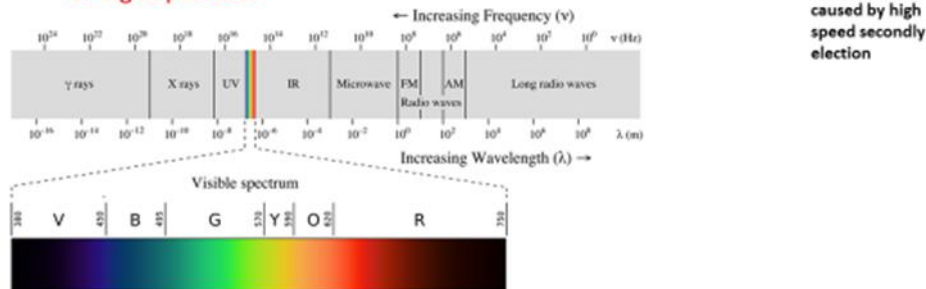 ← Increasing Frequency (ν)
10²⁴ 10²² 10²⁰ 10¹⁸ 10¹⁶ 10¹⁴ 10¹² 10¹⁰ 10⁸ 10⁶ 10⁴ 10² 10⁰ ν (Hz)
γ rays X rays UV IR Microwave FM AM Long radio waves
Radio waves
10⁻¹⁶ 10⁻¹⁴ 10⁻¹² 10⁻¹⁰ 10⁻⁸ 10⁻⁶ 10⁻⁴ 10⁻² 10⁰ 10² 10⁴ 10⁶ 10⁸ λ (m)
Increasing Wavelength (λ) →
Visible spectrum
380 V 450 B 495 G 570 Y 590 O 620 R 750
caused by high
speed secondly
election